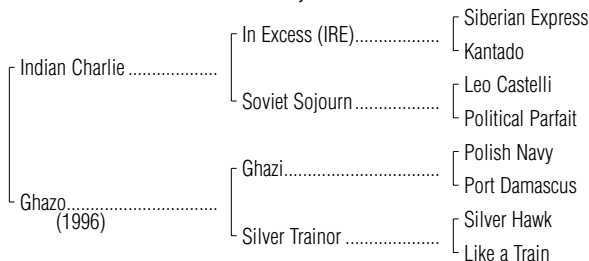 Siberian Express
In Excess (IRE)..................
Kantado
Indian Charlie ...................
Leo Castelli
Soviet Sojourn..................
Political Parfait
Polish Navy
Ghazi.................................
Port Damascus
Ghazo................................
(1996)
Silver Hawk
Silver Trainor ....................
Like a Train